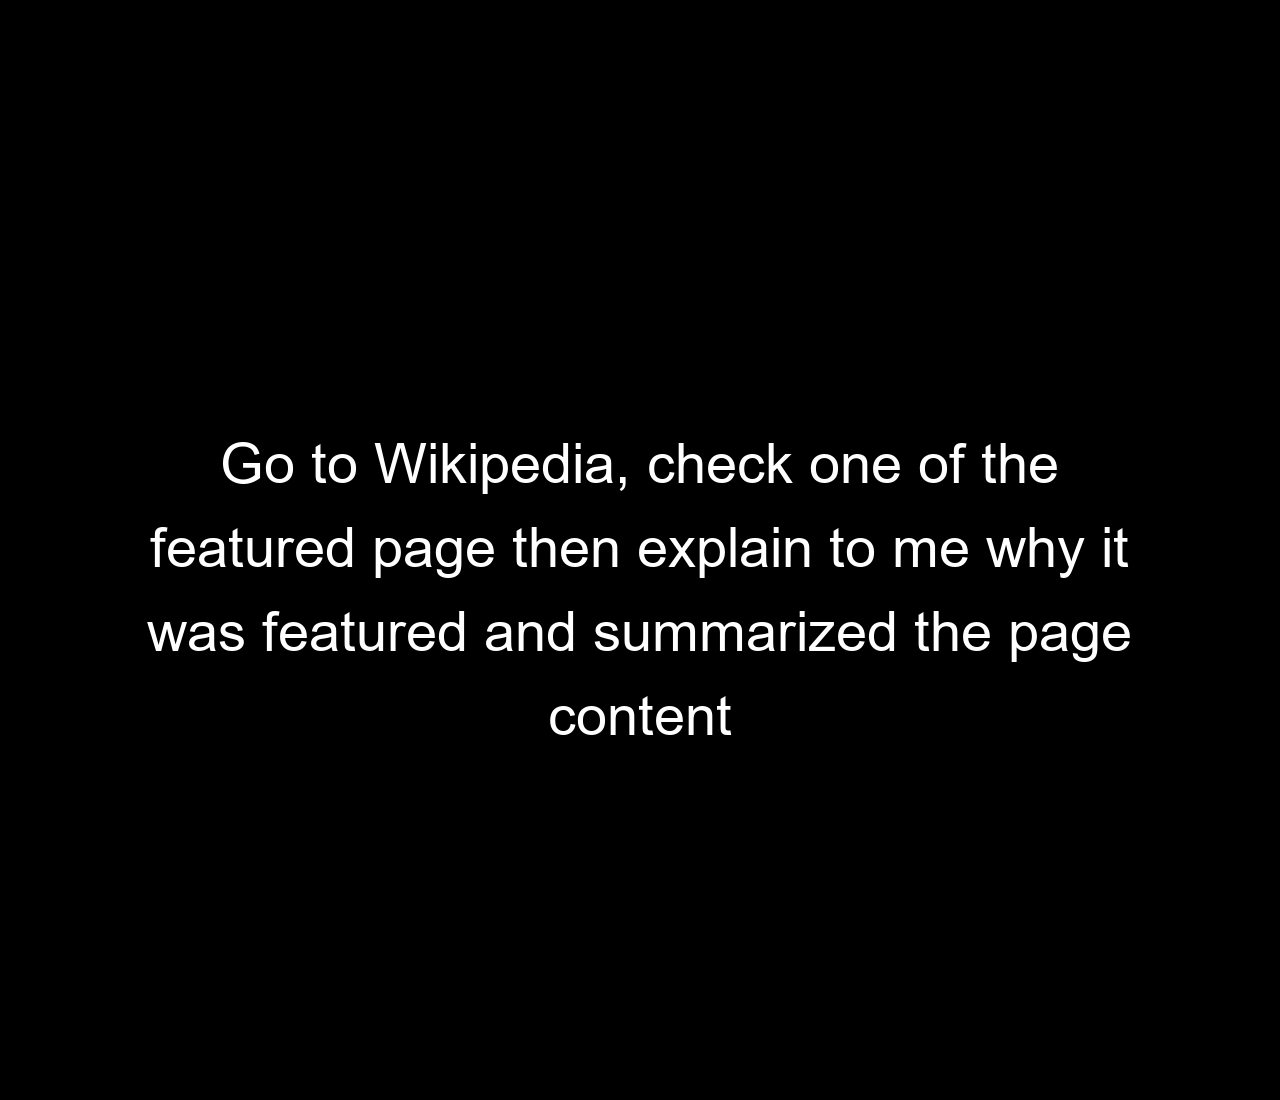 Go to Wikipedia, check one of the
featured page then explain to me why it
was featured and summarized the page
content